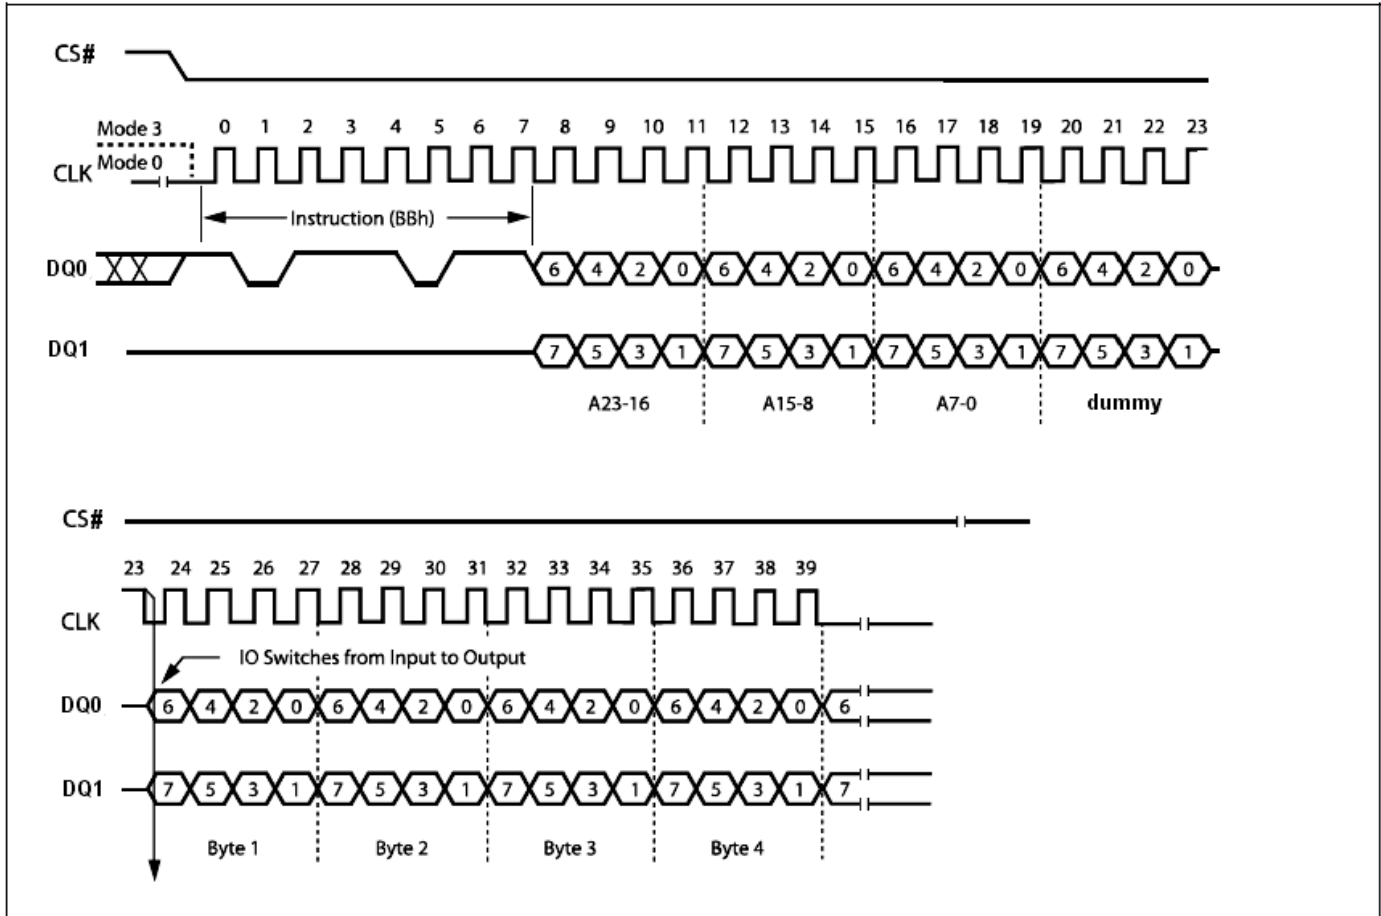 CS#
Mode 3 0 1 2 3 4 5 6 7 8 9 10 11 12 13 14 15 16 17 18 19 20 21 22 23
Mode 0
CLK
Instruction (BBh)
DQ0 6 4 2 0 6 4 2 0 6 4 2 0 6 4 2 0
DQ1 7 5 3 1 7 5 3 1 7 5 3 1 7 5 3 1
A23-16 A15-8 A7-0 dummy
CS#
23 24 25 26 27 28 29 30 31 32 33 34 35 36 37 38 39
CLK
IO Switches from Input to Output
DQ0 6 4 2 0 6 4 2 0 6 4 2 0 6 4 2 0 6
DQ1 7 5 3 1 7 5 3 1 7 5 3 1 7 5 3 1 7
Byte 1 Byte 2 Byte 3 Byte 4